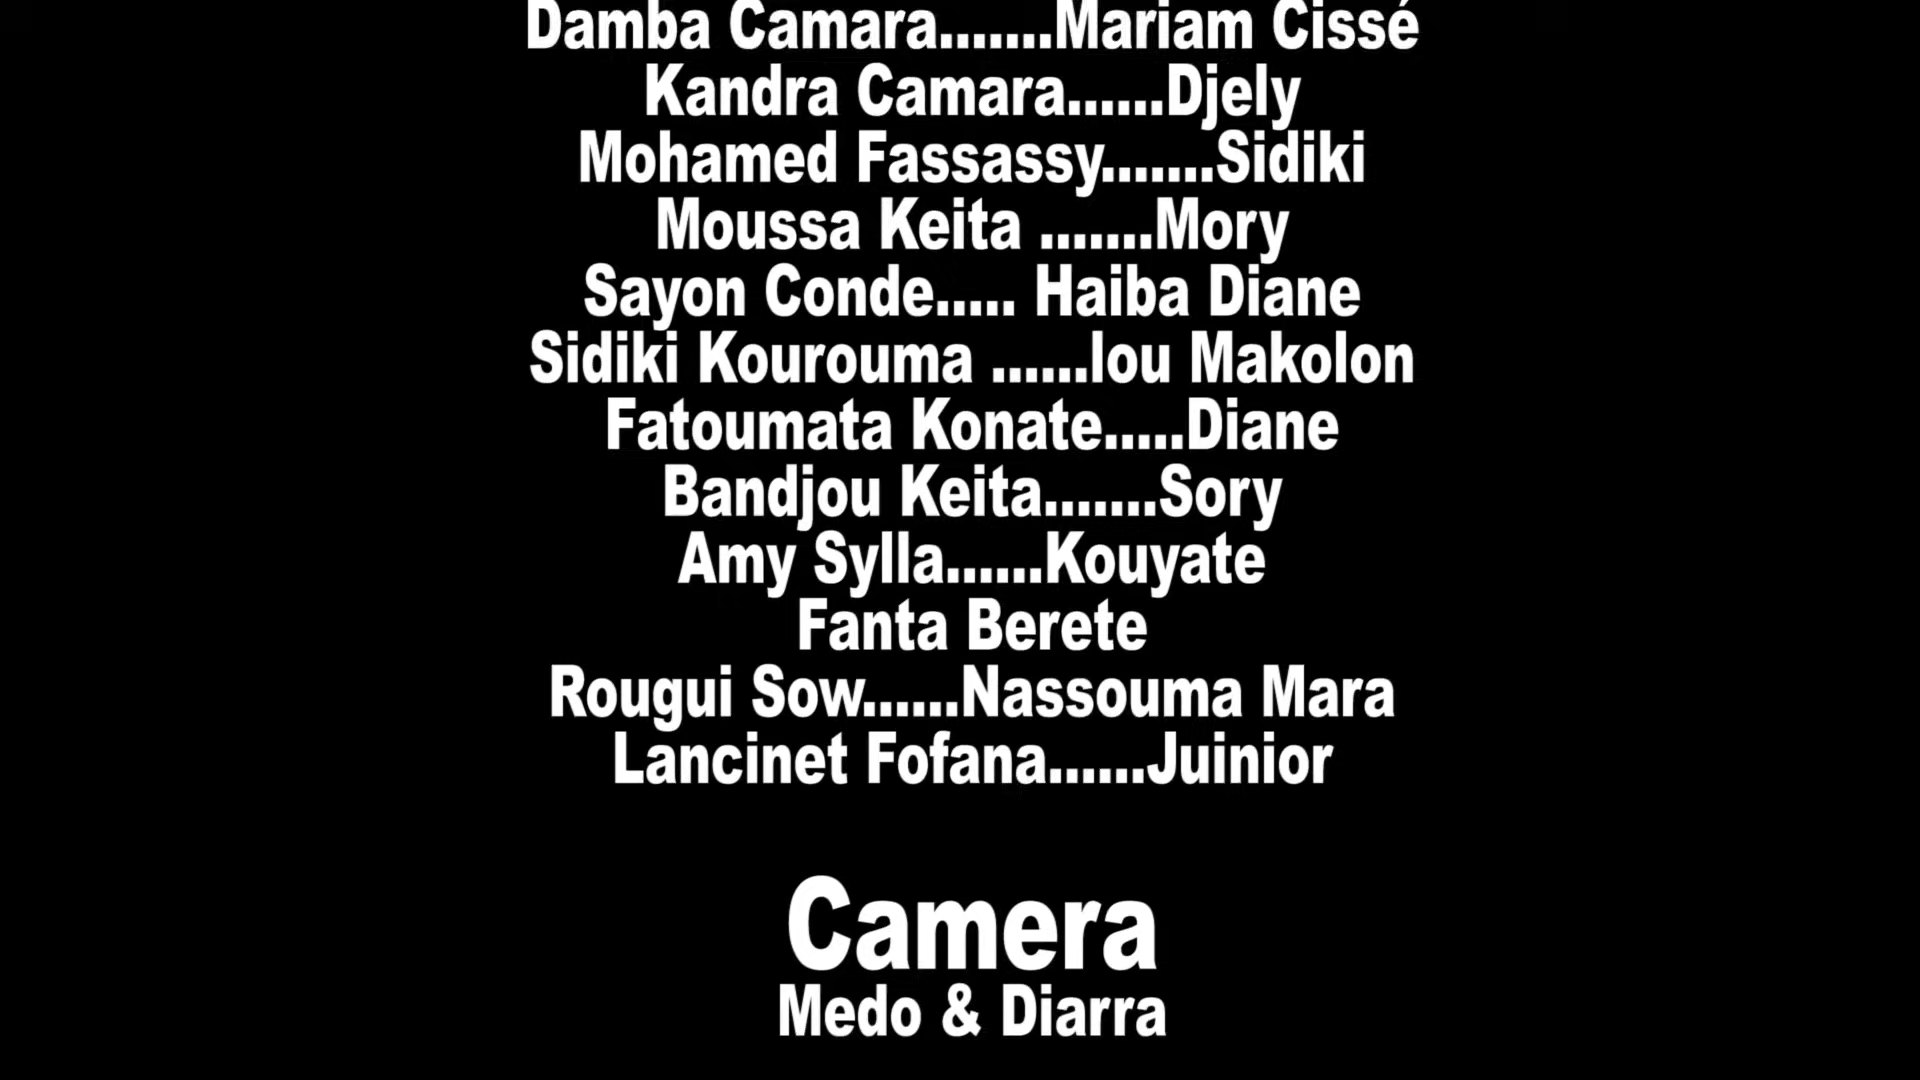 Damba Camara.......Mariam Cissé
Kandra Camara......Djely
Mohamed Fassassy.......Sidiki
Moussa Keita .......Mory
Sayon Conde..... Haiba Diane
Sidiki Kourouma ......lou Makolon
Fatoumata Konate.....Diane
Bandjou Keita.......Sory
Amy Sylla......Kouyate
Fanta Berete
Rougui Sow......Nassouma Mara
Lancinet Fofana......Juinior
Camera
Medo & Diarra